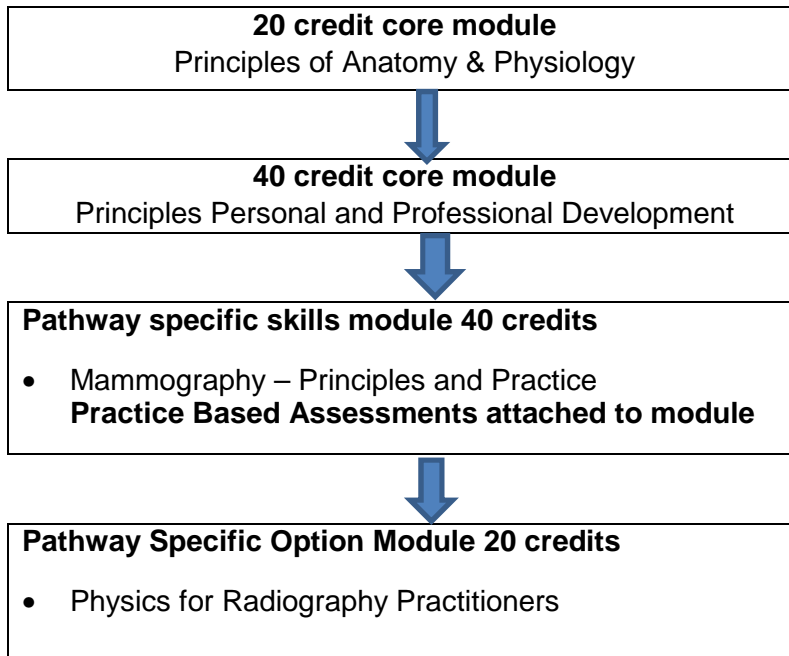 20 credit core module
Principles of Anatomy & Physiology
40 credit core module
Principles Personal and Professional Development
Pathway specific skills module 40 credits
• Mammography – Principles and Practice
Practice Based Assessments attached to module
Pathway Specific Option Module 20 credits
• Physics for Radiography Practitioners